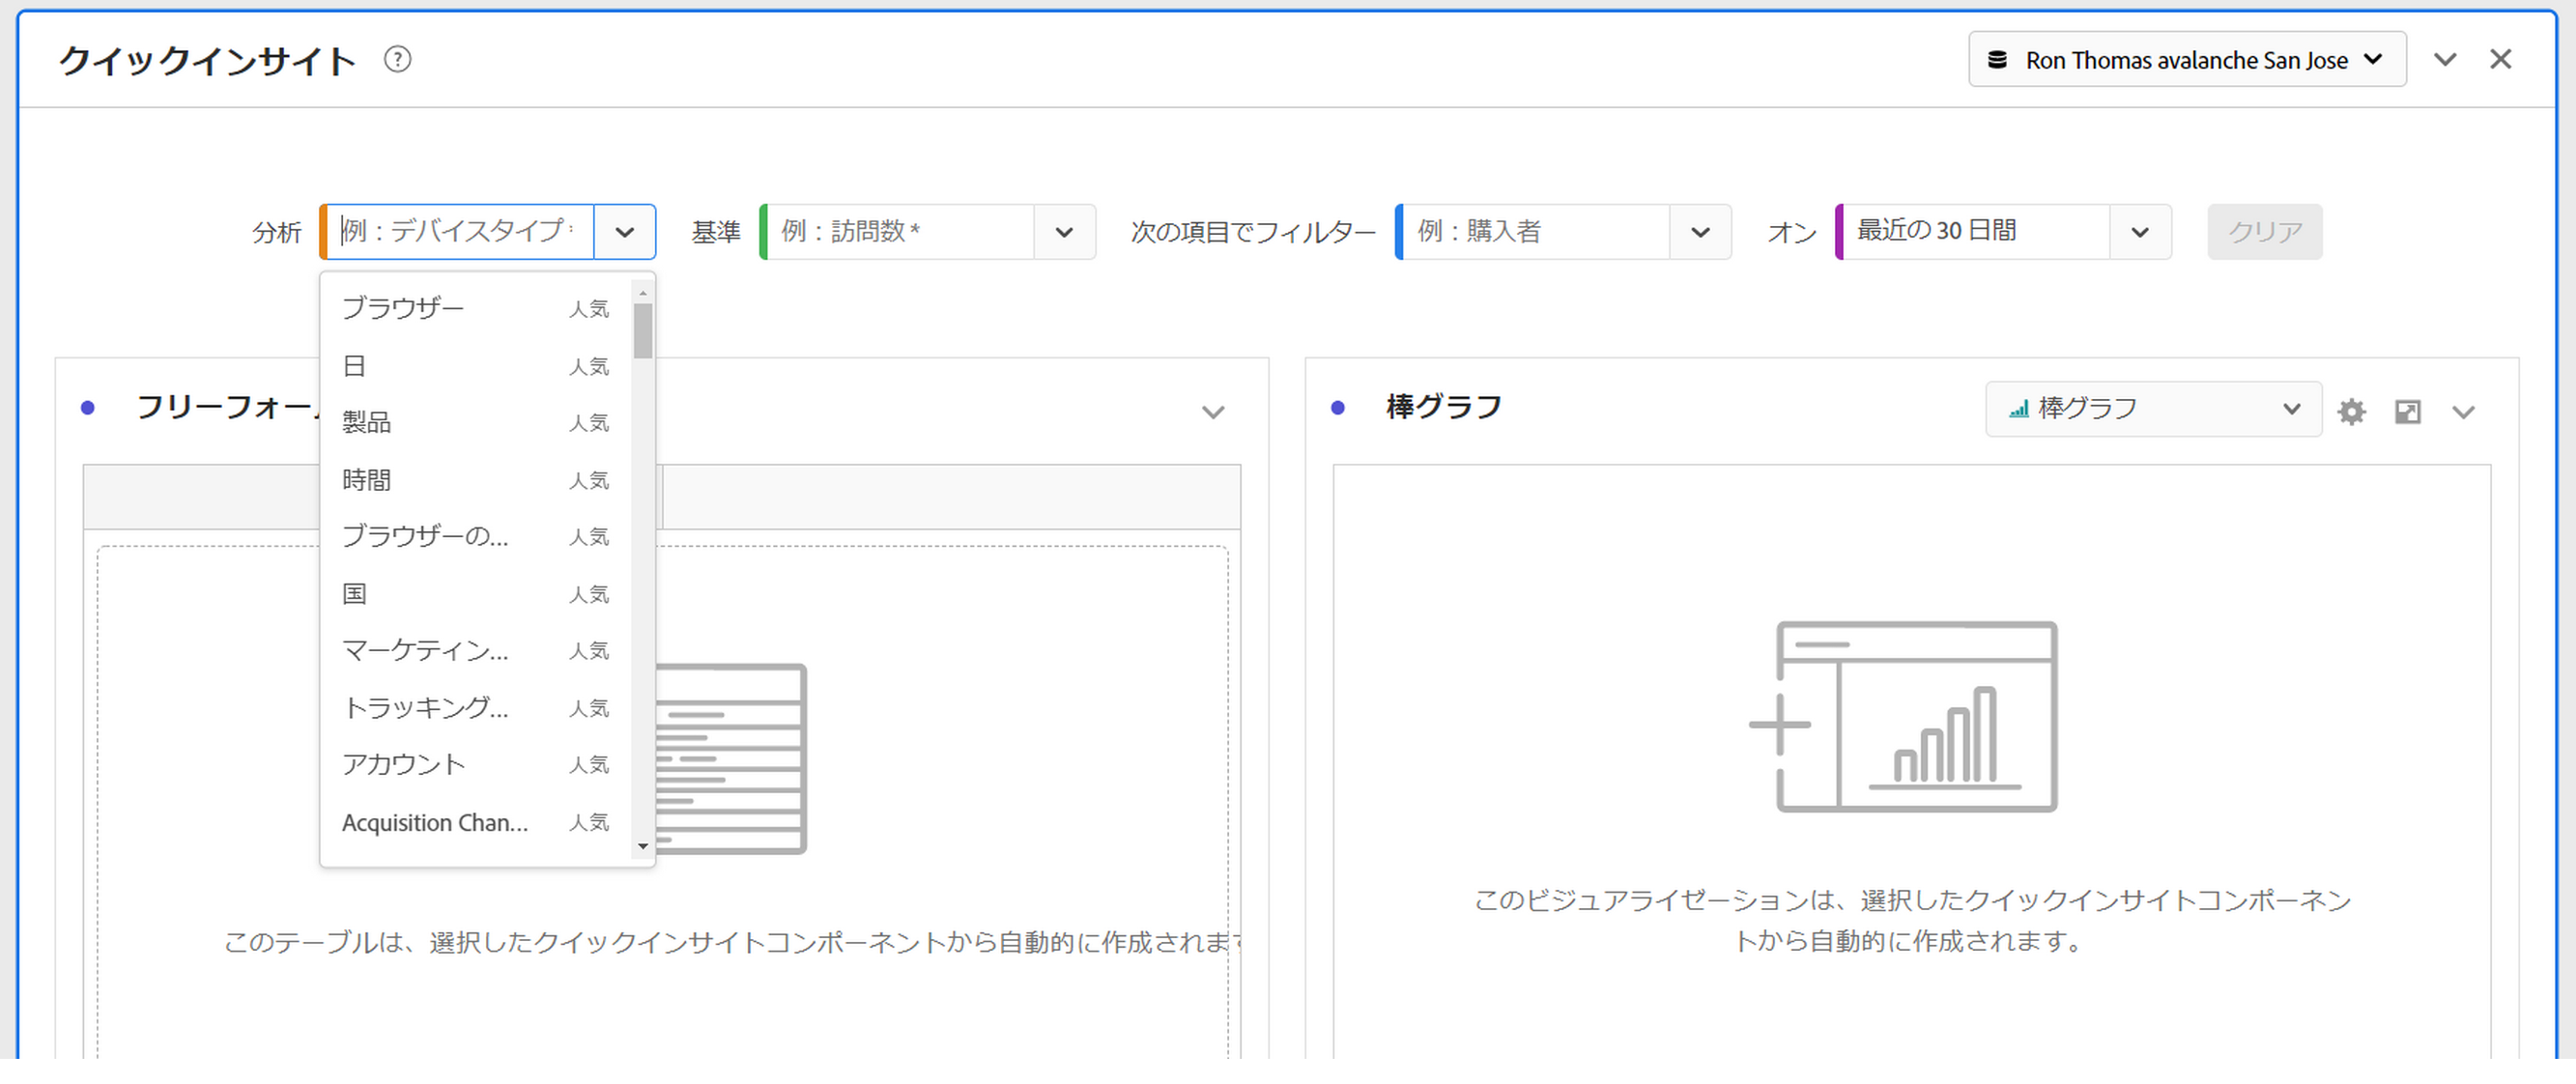 クイックインサイト ?
Ron Thomas avalanche San Jose
分析 例：デバイスタイプ 基準 例：訪問数 * 次の項目でフィルター 例：購入者 オン 最近の 30 日間 クリア
ブラウザー 人気
日 人気
製品 人気
時間 人気
ブラウザーの... 人気
国 人気
マーケティン... 人気
トラッキング... 人気
アカウント 人気
Acquisition Chan... 人気
フリーフォー
このテーブルは、選択したクイックインサイトコンポーネントから自動的に作成されます
棒グラフ
棒グラフ
このビジュアライゼーションは、選択したクイックインサイトコンポーネン
トから自動的に作成されます。